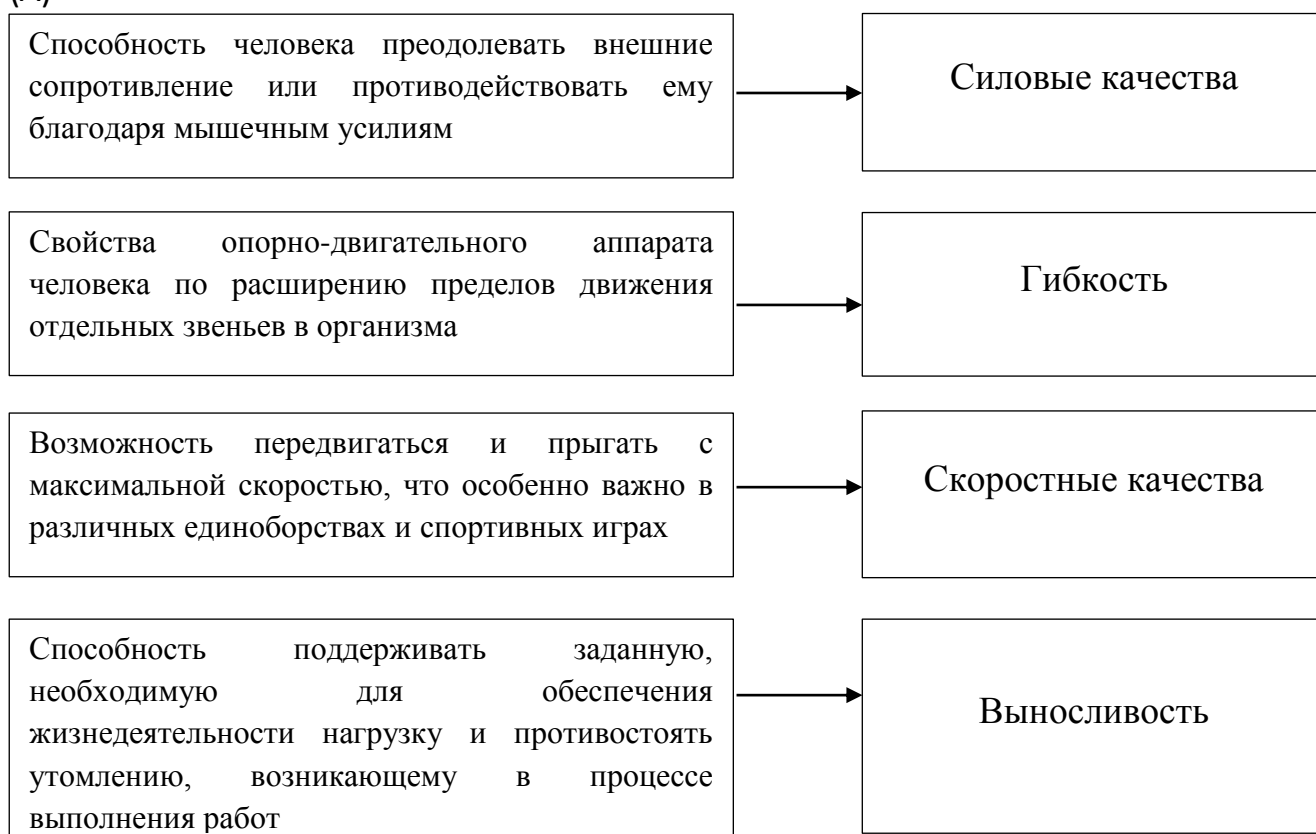 Способность человека преодолевать внешние
сопротивление или противодействовать ему
благодаря мышечным усилиям
Силовые качества
Свойства опорно-двигательного аппарата
человека по расширению пределов движения
отдельных звеньев в организма
Гибкость
Возможность передвигаться и прыгать с
максимальной скоростью, что особенно важно в
различных единоборствах и спортивных играх
Скоростные качества
Способность поддерживать заданную,
необходимую для обеспечения
жизнедеятельности нагрузку и противостоять
утомлению, возникающему в процессе
выполнения работ
Выносливость